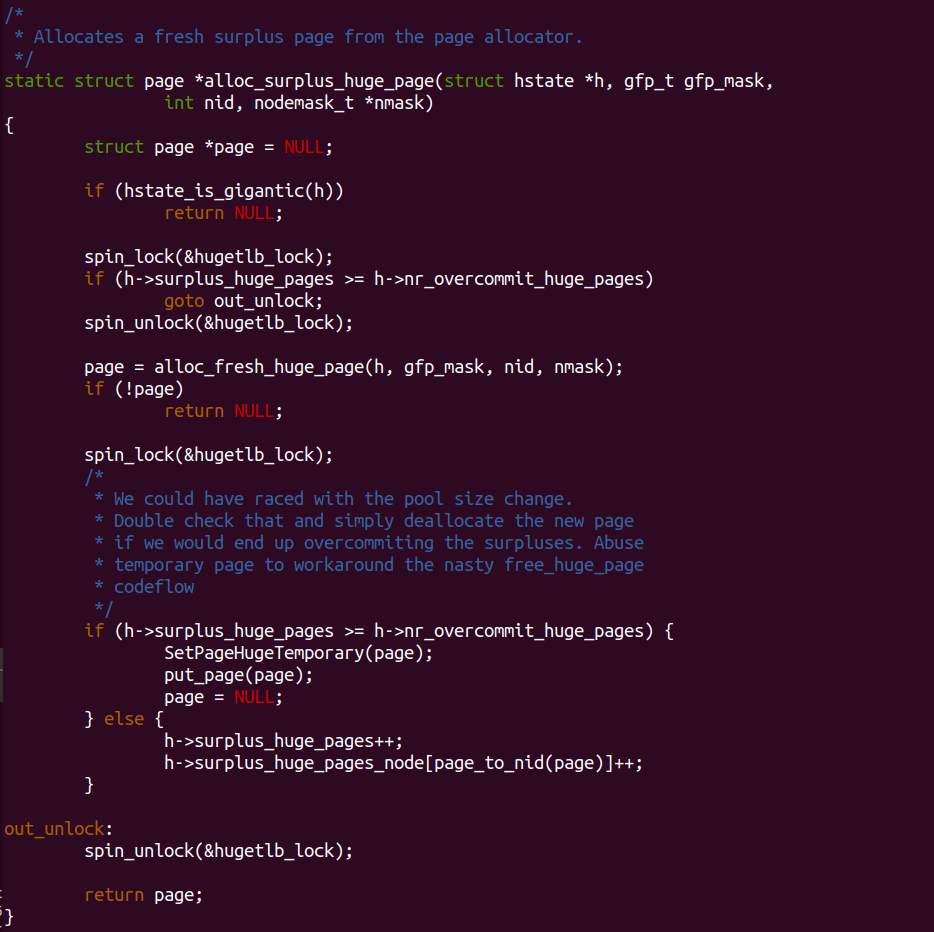 /*
 * Allocates a fresh surplus page from the page allocator.
 */
static struct page *alloc_surplus_huge_page(struct hstate *h, gfp_t gfp_mask,
                int nid, nodemask_t *nmask)
{
        struct page *page = NULL;

        if (hstate_is_gigantic(h))
                return NULL;

        spin_lock(&hugetlb_lock);
        if (h->surplus_huge_pages >= h->nr_overcommit_huge_pages)
                goto out_unlock;
        spin_unlock(&hugetlb_lock);

        page = alloc_fresh_huge_page(h, gfp_mask, nid, nmask);
        if (!page)
                return NULL;

        spin_lock(&hugetlb_lock);
        /*
         * We could have raced with the pool size change.
         * Double check that and simply deallocate the new page
         * if we would end up overcommiting the surpluses. Abuse
         * temporary page to workaround the nasty free_huge_page
         * codeflow
         */
        if (h->surplus_huge_pages >= h->nr_overcommit_huge_pages) {
                SetPageHugeTemporary(page);
                put_page(page);
                page = NULL;
        } else {
                h->surplus_huge_pages++;
                h->surplus_huge_pages_node[page_to_nid(page)]++;
        }

out_unlock:
        spin_unlock(&hugetlb_lock);

        return page;
}